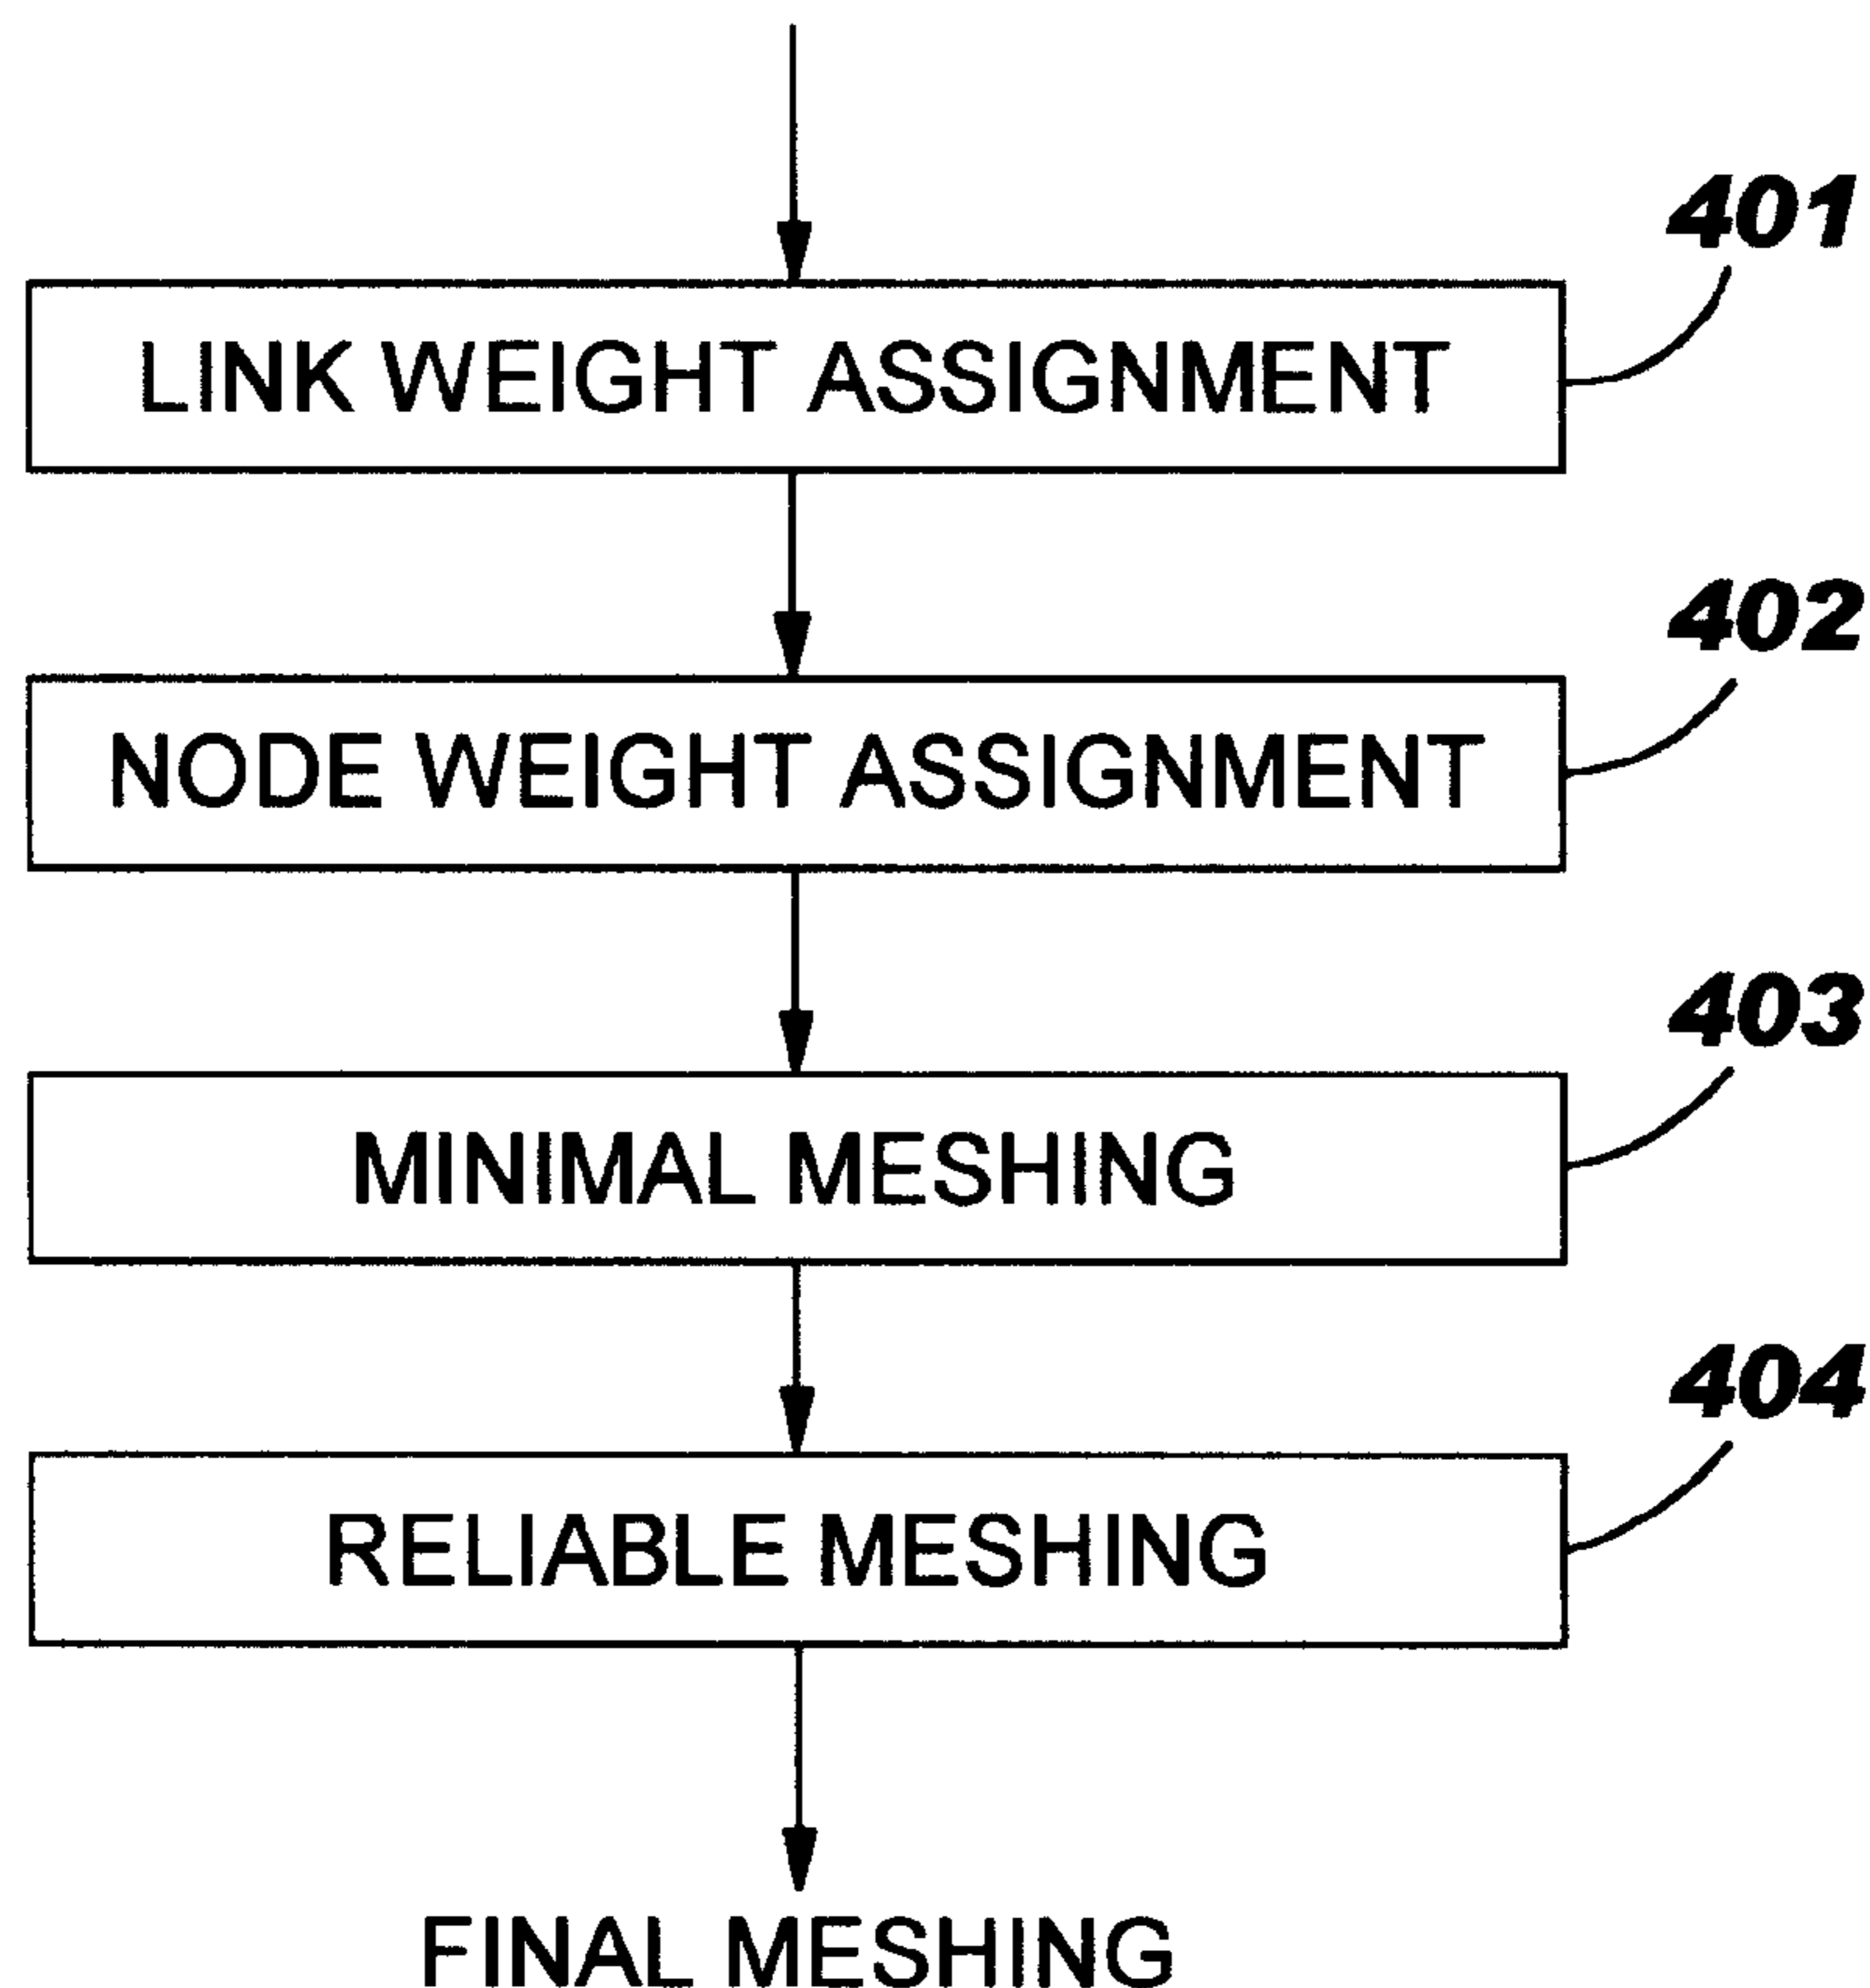 401
LINK WEIGHT ASSIGNMENT
402
NODE WEIGHT ASSIGNMENT
403
MINIMAL MESHING
404
RELIABLE MESHING
FINAL MESHING